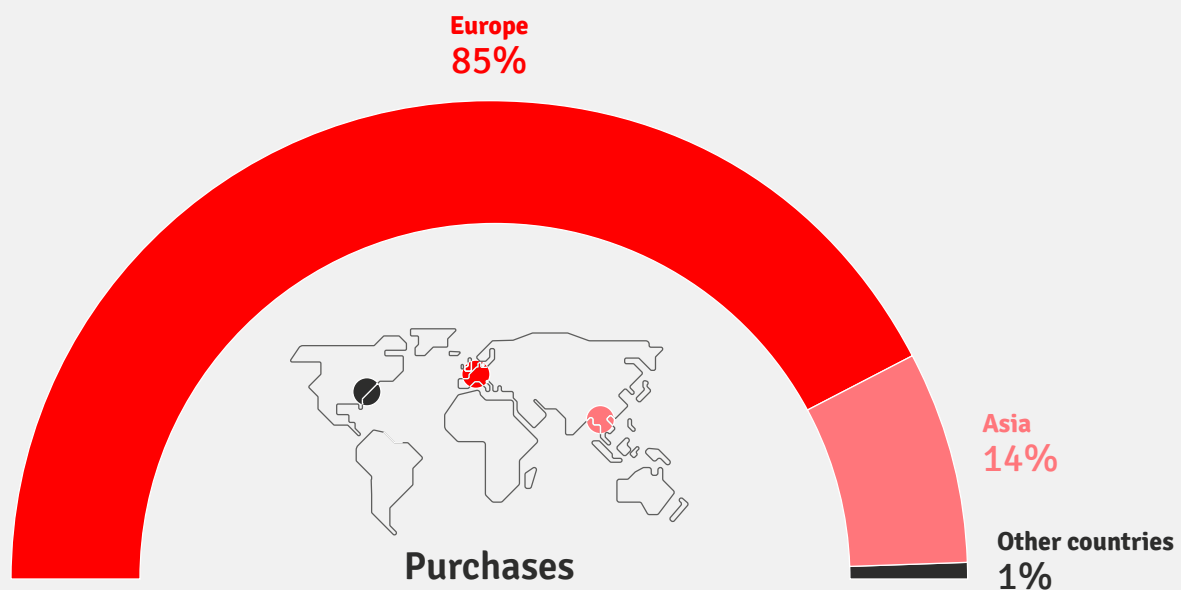 Europe
85%
Asia
14%
Other countries
1%
Purchases